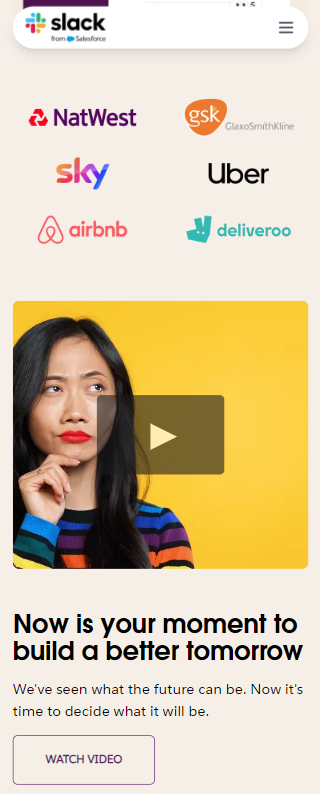 slack
from Salesforce
NatWest
gsk
GlaxoSmithKline
sky
Uber
airbnb
deliveroo
Now is your moment to
build a better tomorrow
We've seen what the future can be. Now it's
time to decide what it will be.
WATCH VIDEO